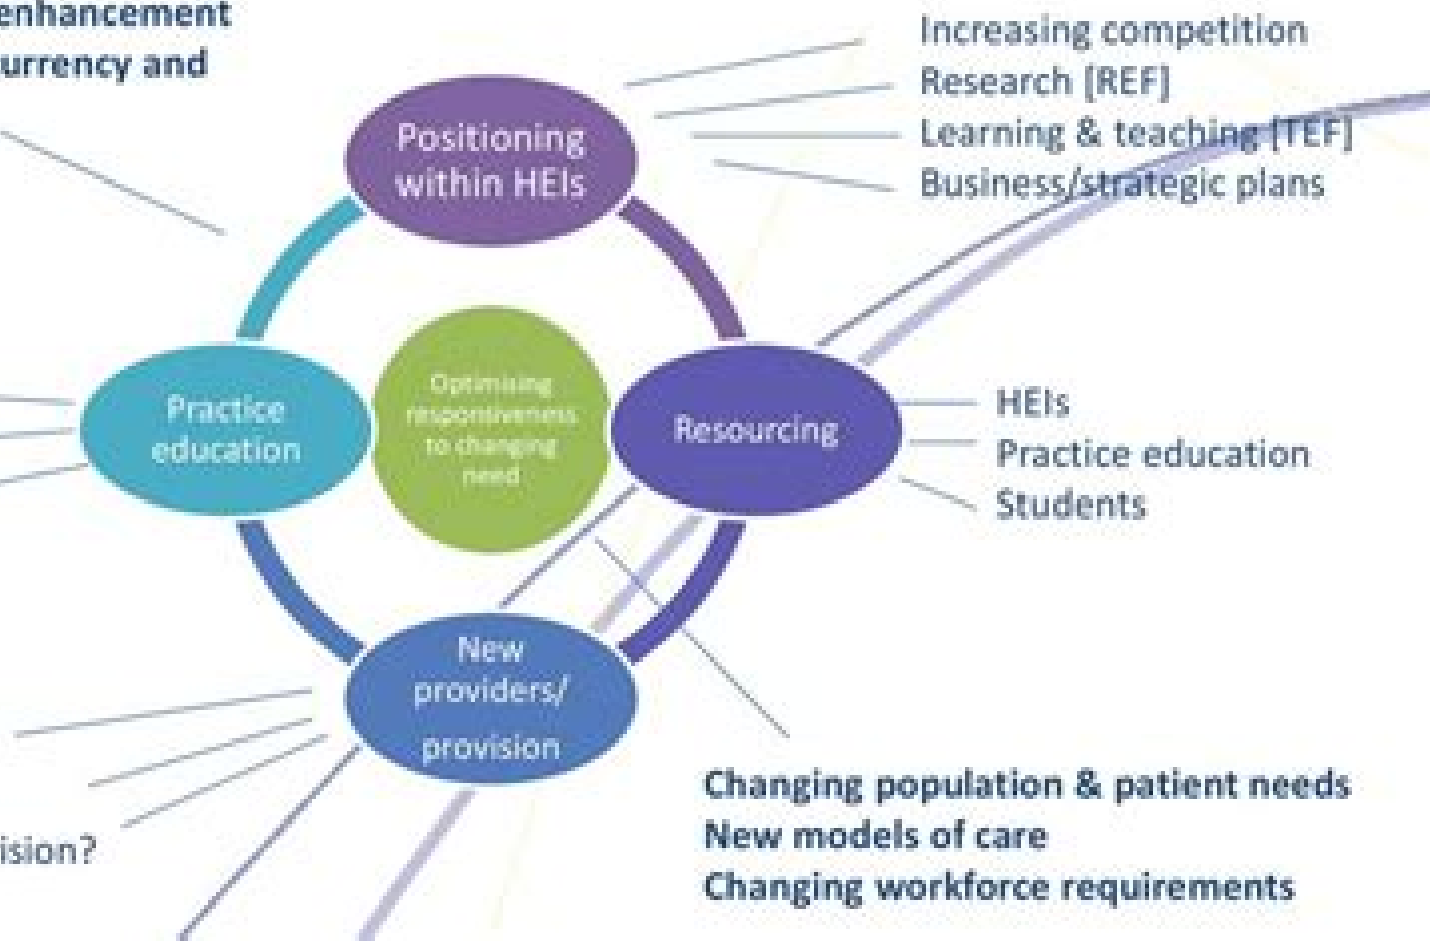 enhancement
urrency and
Increasing competition
Research [REF]
Learning & teaching [TEF]
Business/strategic plans
Positioning
within HEIs
Practice
education
Optimising
responsiveness
to changing
need
Resourcing
HEIs
Practice education
Students
New
providers/
provision
Changing population & patient needs
New models of care
Changing workforce requirements
ision?